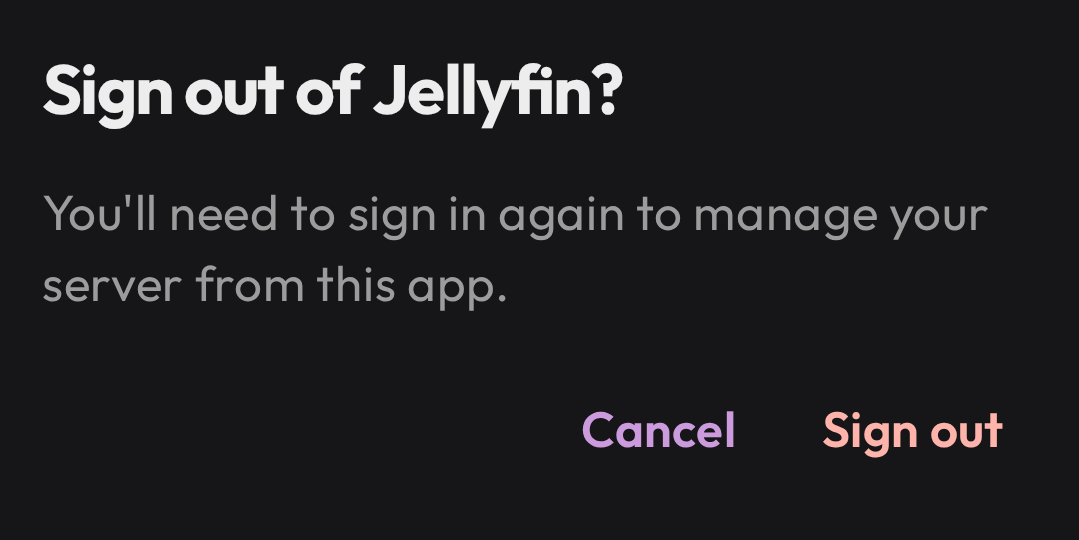 Sign out of Jellyfin?
You'll need to sign in again to manage your
server from this app.
Cancel Sign out